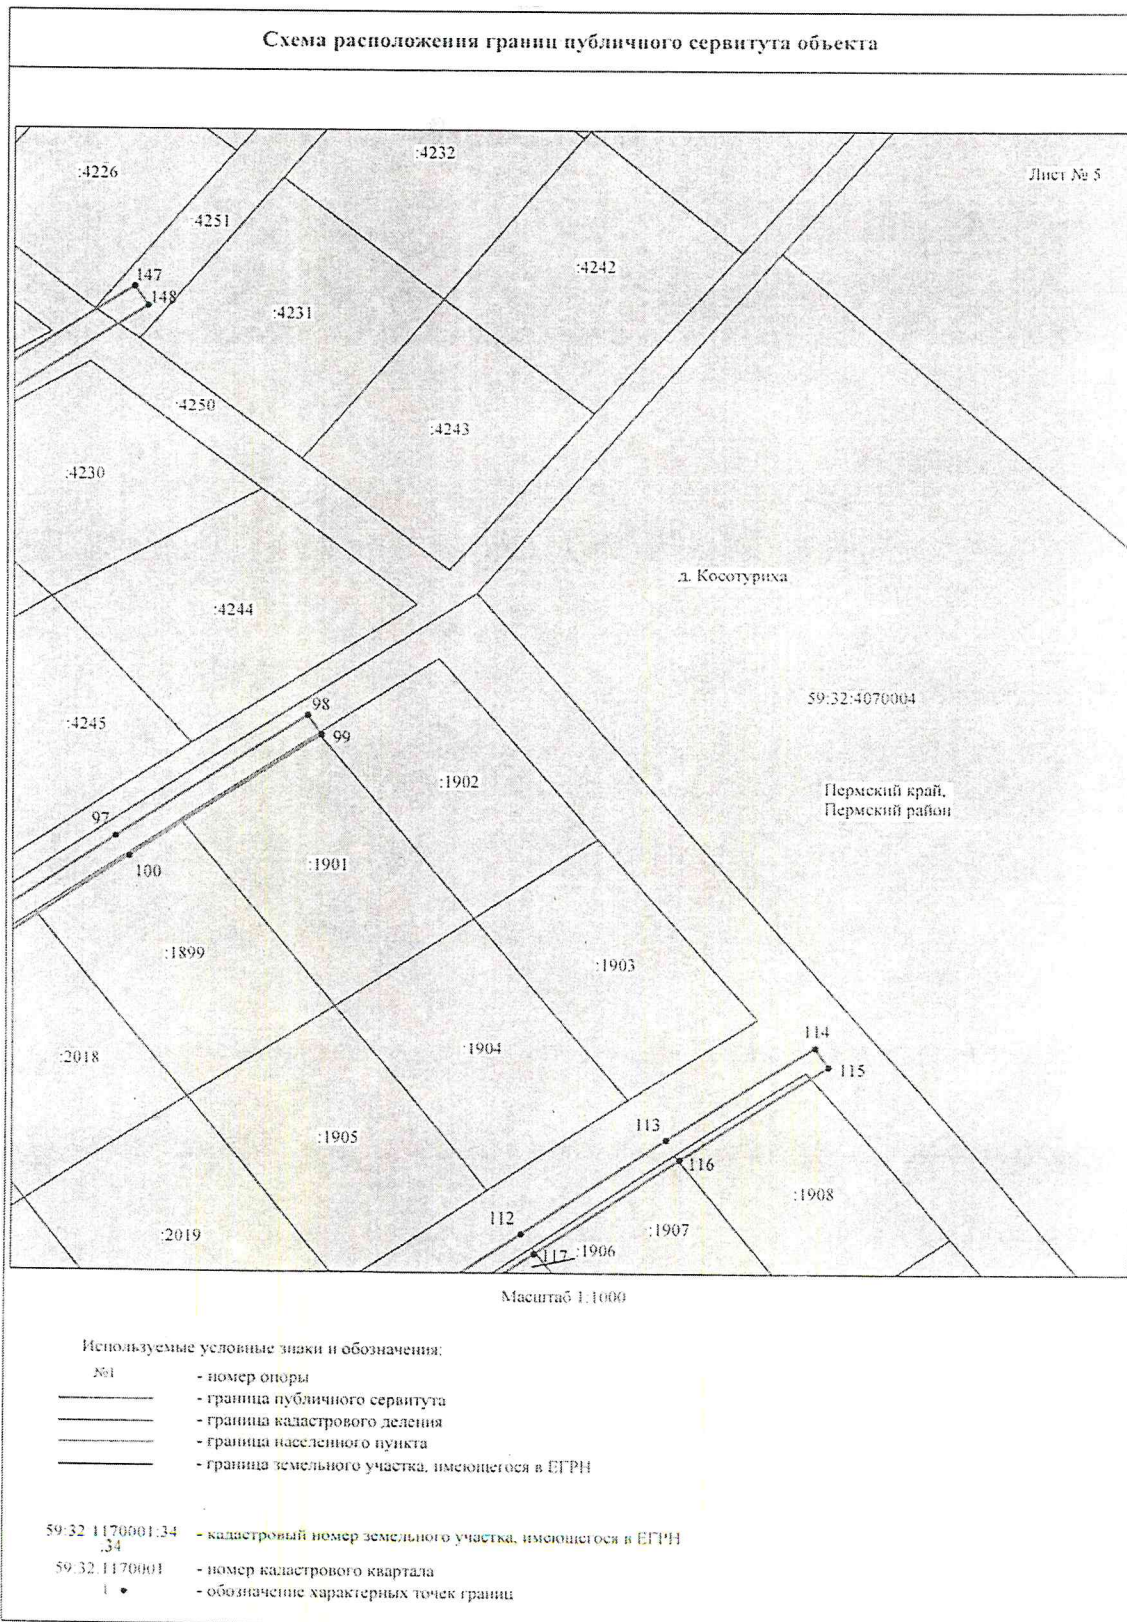 Схема расположения границ публичного сервитута объекта
Лист № 5
:4226
:4232
:4251
:4242
147
148
:4231
:4250
:4243
:4230
д. Косотуриха
:4244
59:32:4070004
98
:4245
99
:1902
Пермский край,
Пермский район
97
100
:1901
:1899
:1903
114
:2018
:1904
115
113
:1905
116
:1908
112
:1907
:2019
117
:1906
Масштаб 1:1000
Используемые условные знаки и обозначения:
№1 - номер опоры
- граница публичного сервитута
- граница кадастрового деления
- граница населенного пункта
- граница земельного участка, имеющегося в ЕГРН
59:32 1170001:34 - кадастровый номер земельного участка, имеющегося в ЕГРН
:34
59:32:1170001 - номер кадастрового квартала
1 • - обозначение характерных точек границ